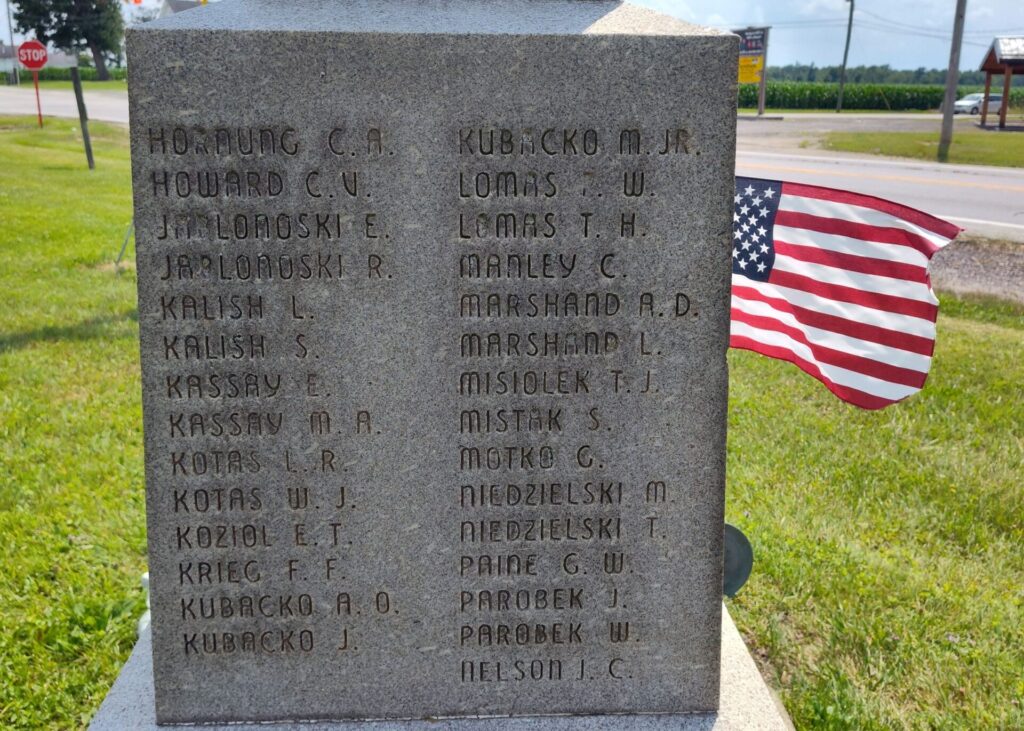 STOP
HORNUNG C. A.
HOWARD C. V.
JABLONOSKI E.
JABLONOSKI R.
KALISH L.
KALISH S.
KASSAY E.
KASSAY M. A.
KOTAS L. R.
KOTAS W. J.
KOZIOL E. T.
KRIEG F. F.
KUBACKO A. O.
KUBACKO J.
KUBACKO M. JR.
LOMAS W.
LOMAS T. H.
MANLEY C.
MARSHAND A. D.
MARSHAND L.
MISIOLEK T. J.
MISTAK S.
MOTKO G.
NIEDZIELSKI M.
NIEDZIELSKI T.
PAINE G. W.
PAROBEK J.
PAROBEK W.
NELSON J. C.